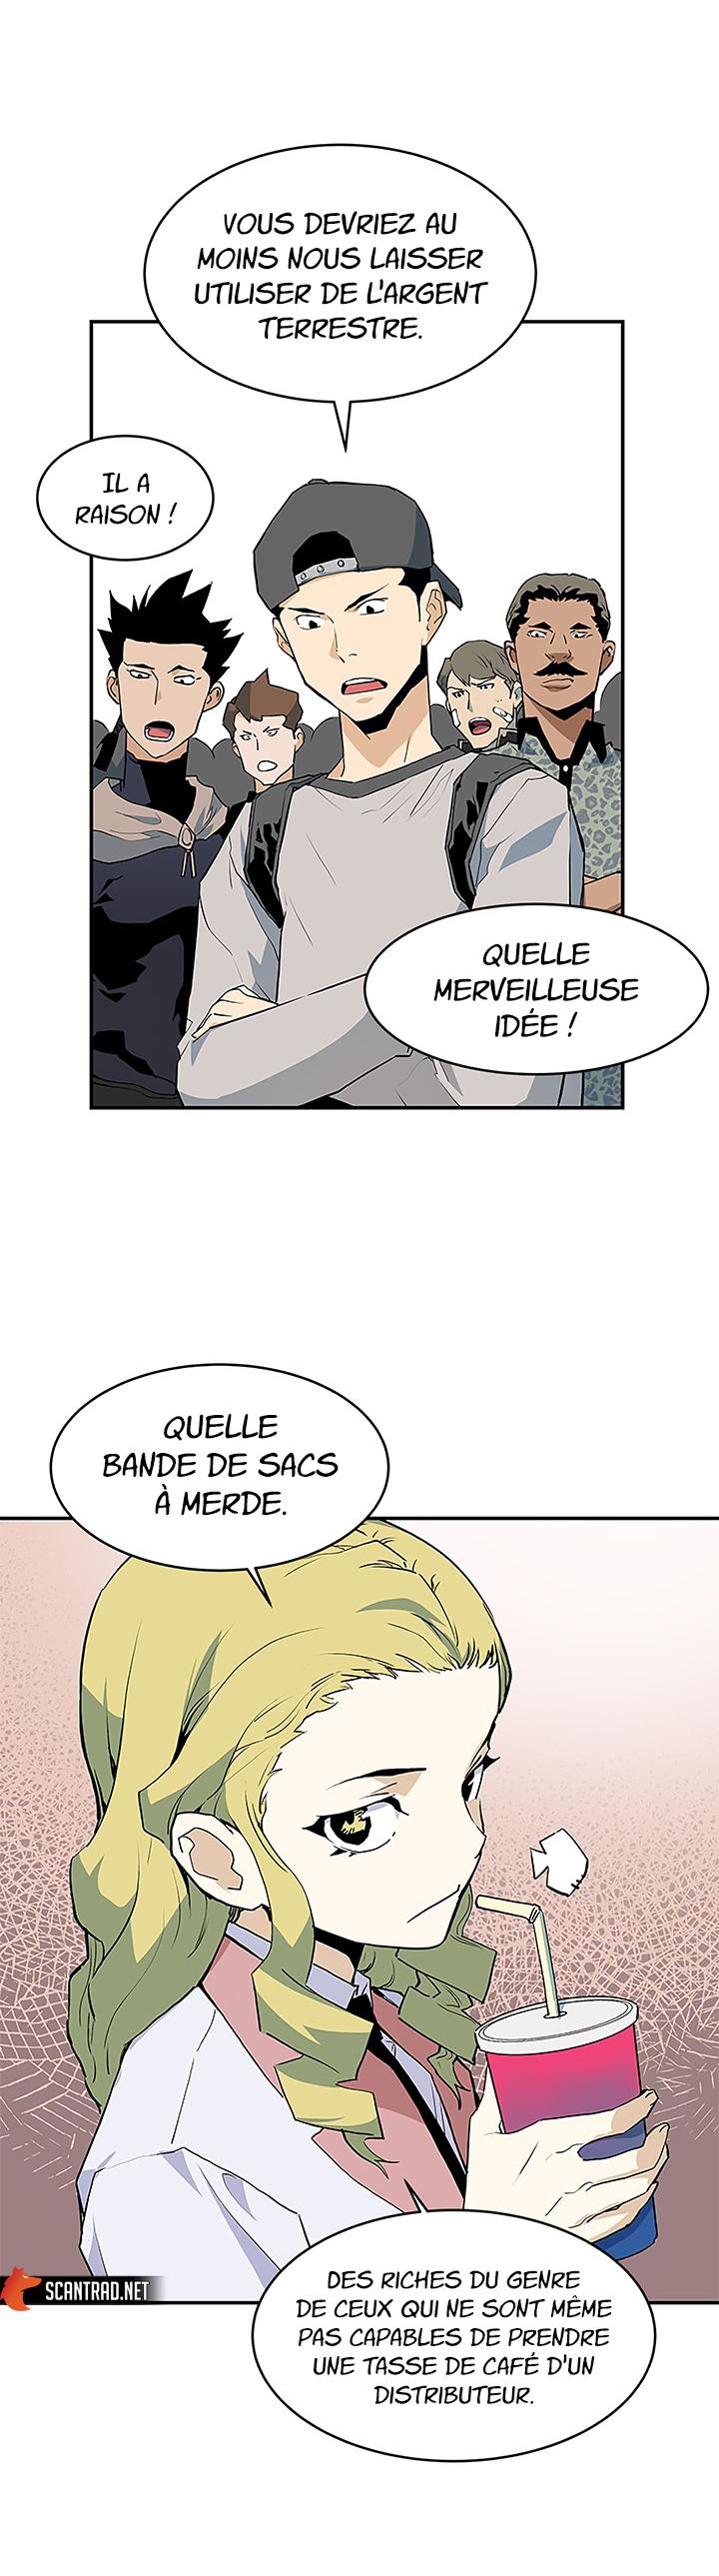 VOUS DEVRIEZ AU
MOINS NOUS LAISSER
UTILISER DE L'ARGENT
TERRESTRE.
IL A
RAISON !
QUELLE
MERVEILLEUSE
IDÉE !
QUELLE
BANDE DE SACS
À MERDE.
SCANTRAD.NET
DES RICHES DU GENRE
DE CEUX QUI NE SONT MÊME
PAS CAPABLES DE PRENDRE
UNE TASSE DE CAFÉ D'UN
DISTRIBUTEUR.